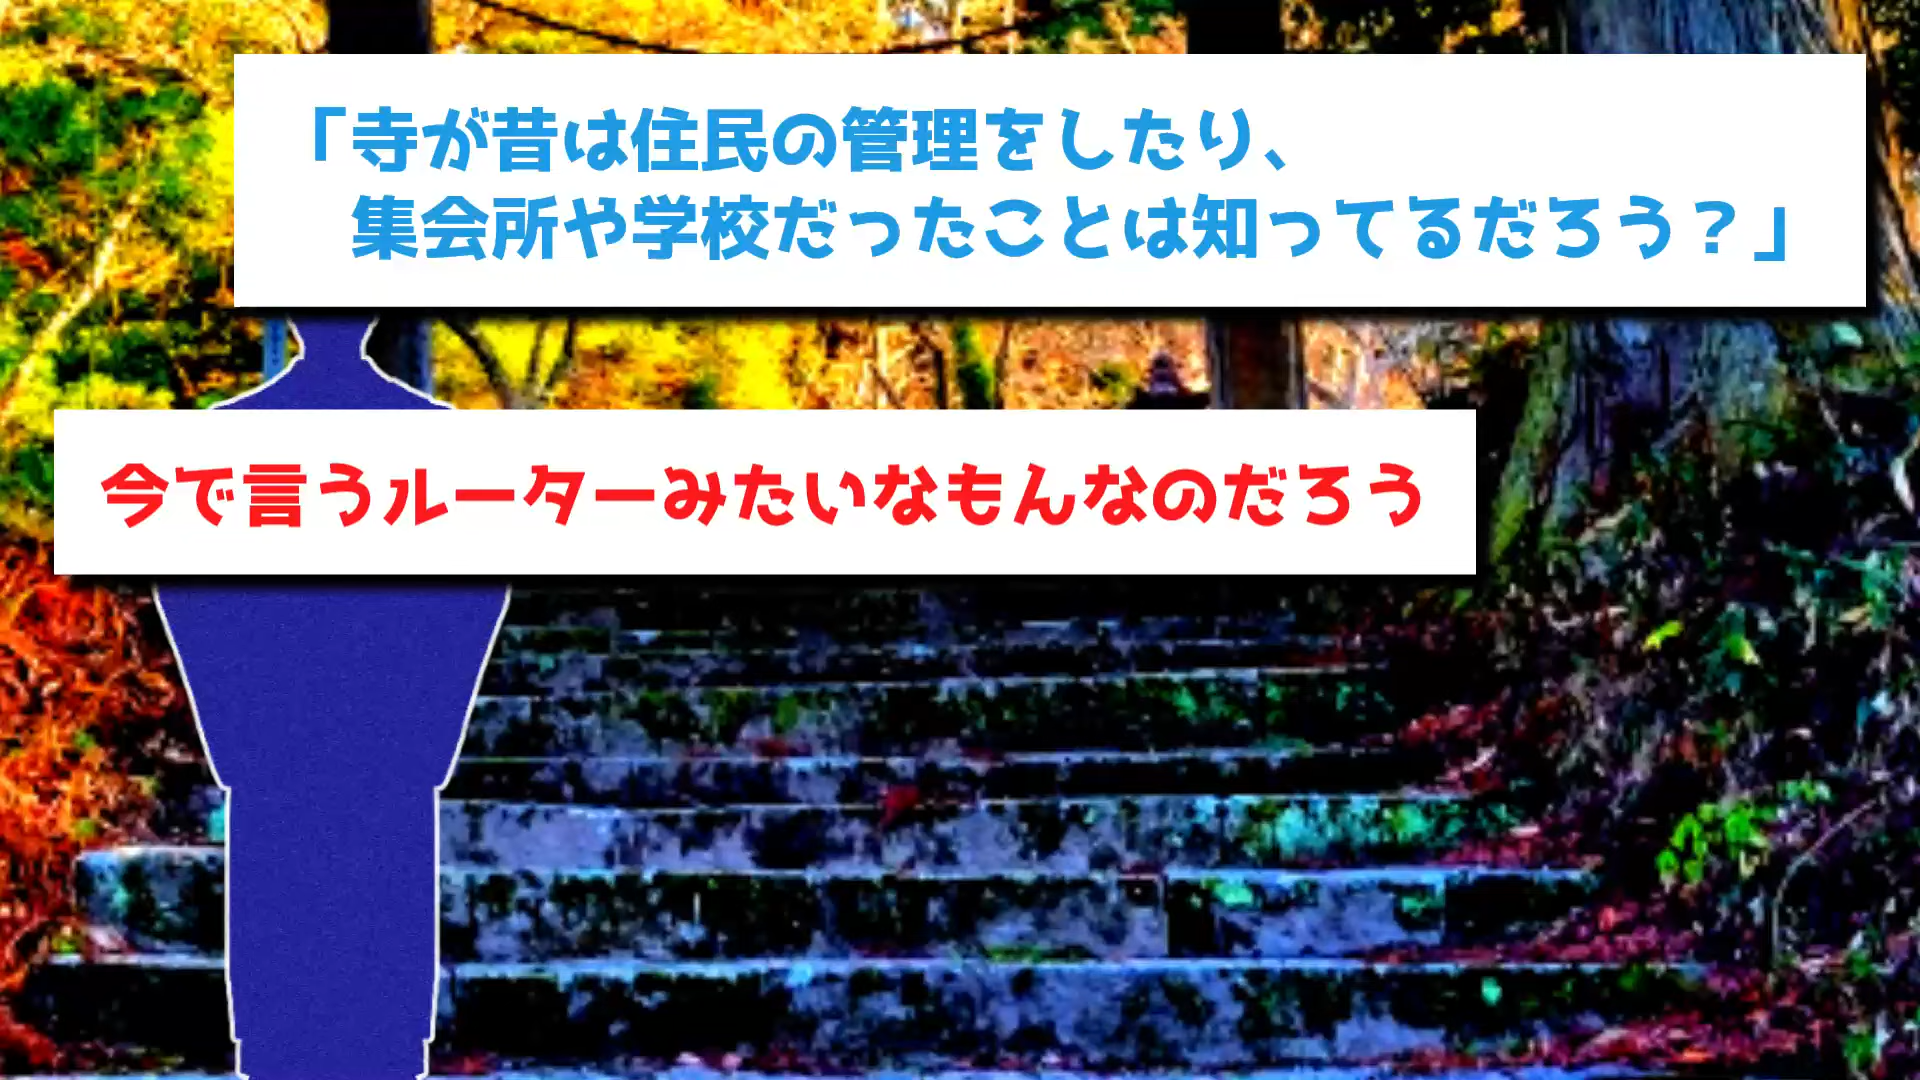 「寺が昔は住民の管理をしたり、
集会所や学校だったことは知ってるだろう？」
今で言うルーターみたいなもんなのだろう